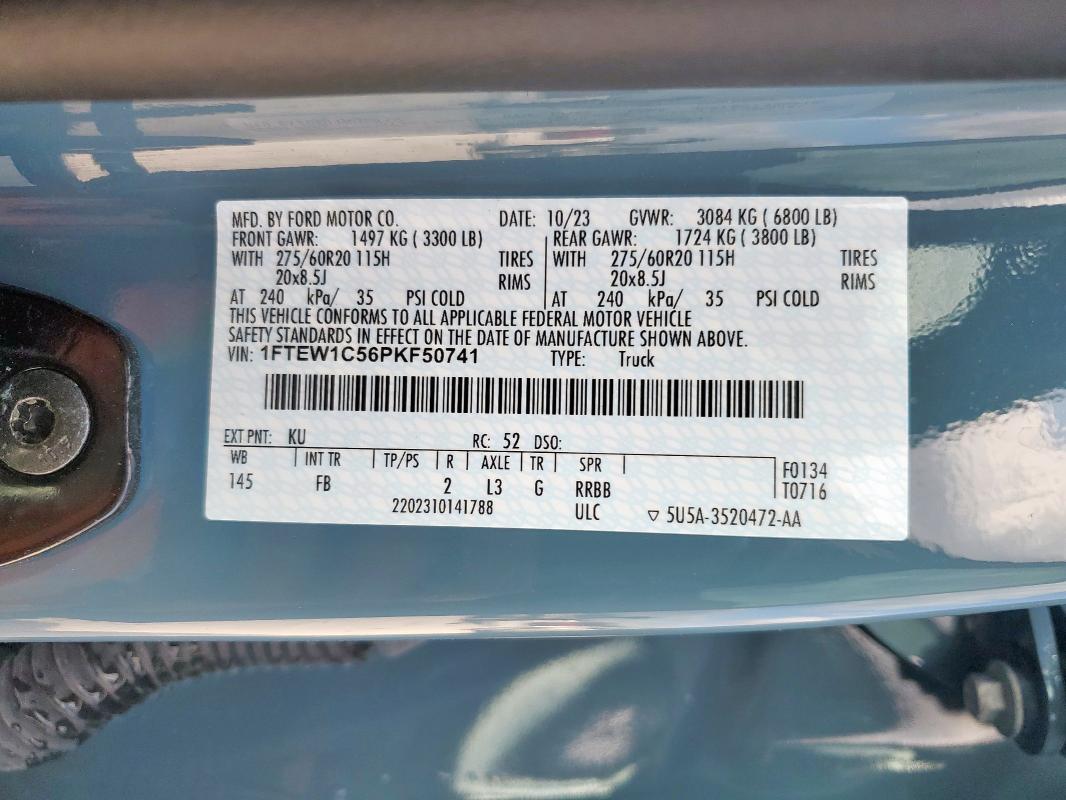 MFD. BY FORD MOTOR CO. DATE: 10/23 GVWR: 3084 KG ( 6800 LB)
FRONT GAWR: 1497 KG ( 3300 LB) REAR GAWR: 1724 KG ( 3800 LB)
WITH 275/60R20 115H TIRES WITH 275/60R20 115H TIRES
20x8.5J RIMS 20x8.5J RIMS
AT 240 kPa/ 35 PSI COLD AT 240 kPa/ 35 PSI COLD
THIS VEHICLE CONFORMS TO ALL APPLICABLE FEDERAL MOTOR VEHICLE
SAFETY STANDARDS IN EFFECT ON THE DATE OF MANUFACTURE SHOWN ABOVE.
VIN: 1FTEW1C56PKF50741 TYPE: Truck
EXT PNT: KU RC: 52 DSO:
WB INT TR TP/PS R AXLE TR SPR F0134
145 FB 2 L3 G RRBB T0716
2202310141788 ULC ▽ 5U5A-3520472-AA